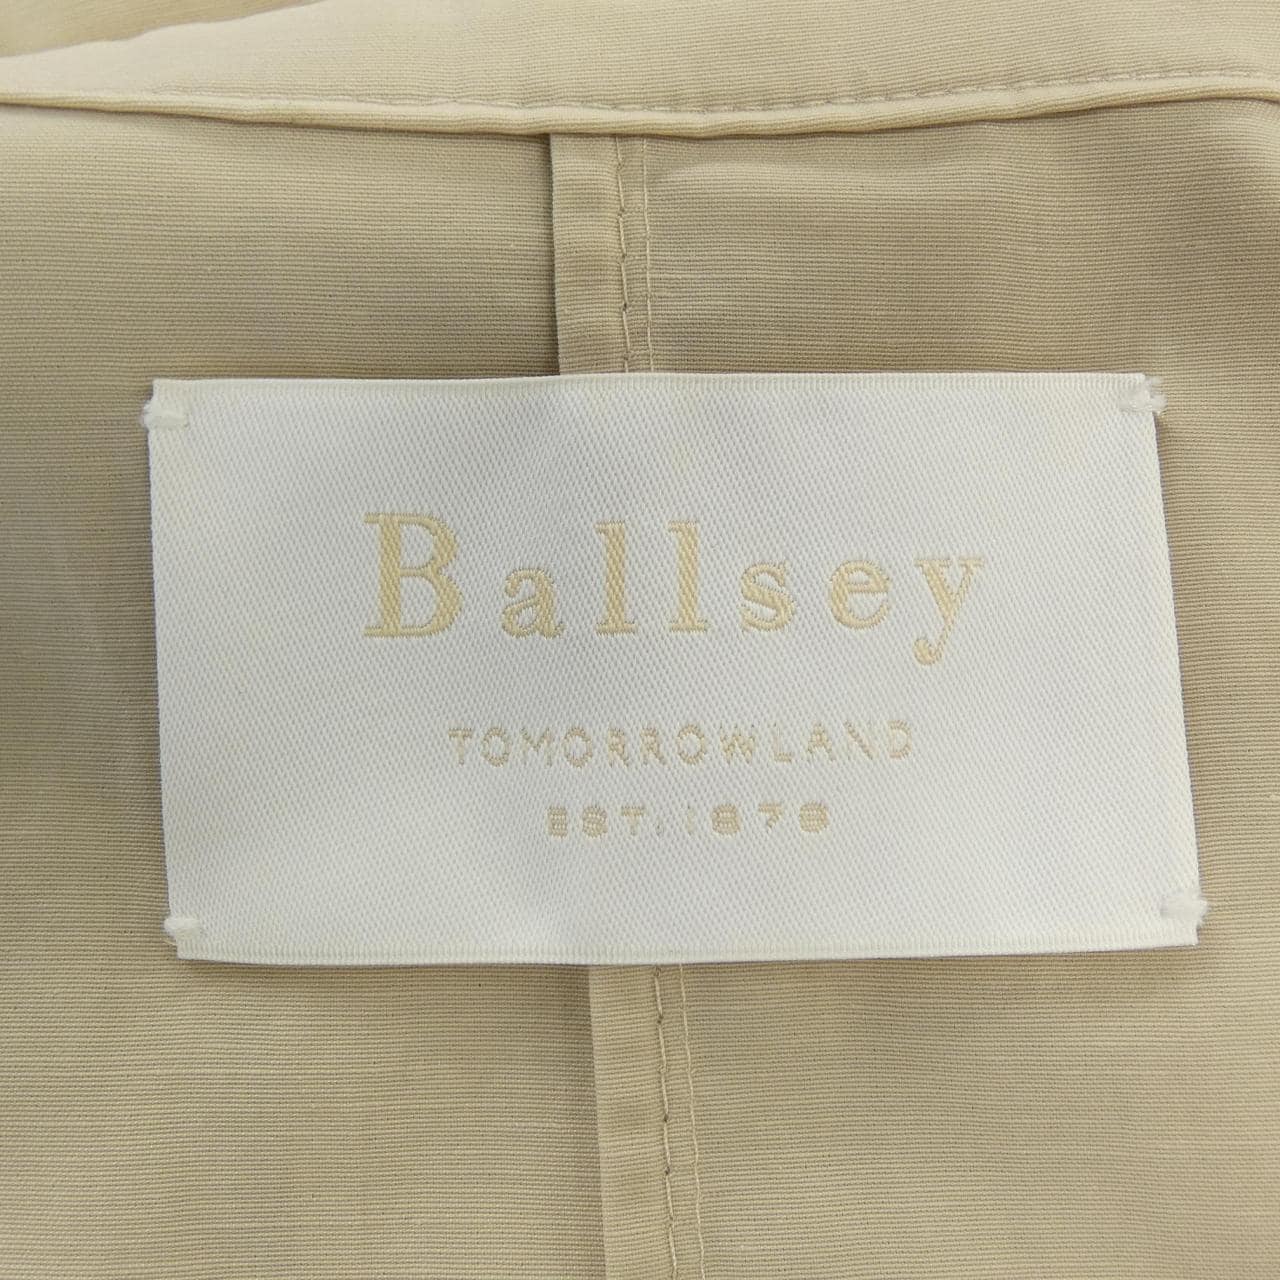 Ballsey
TOMORROWLAND
EST. 1978